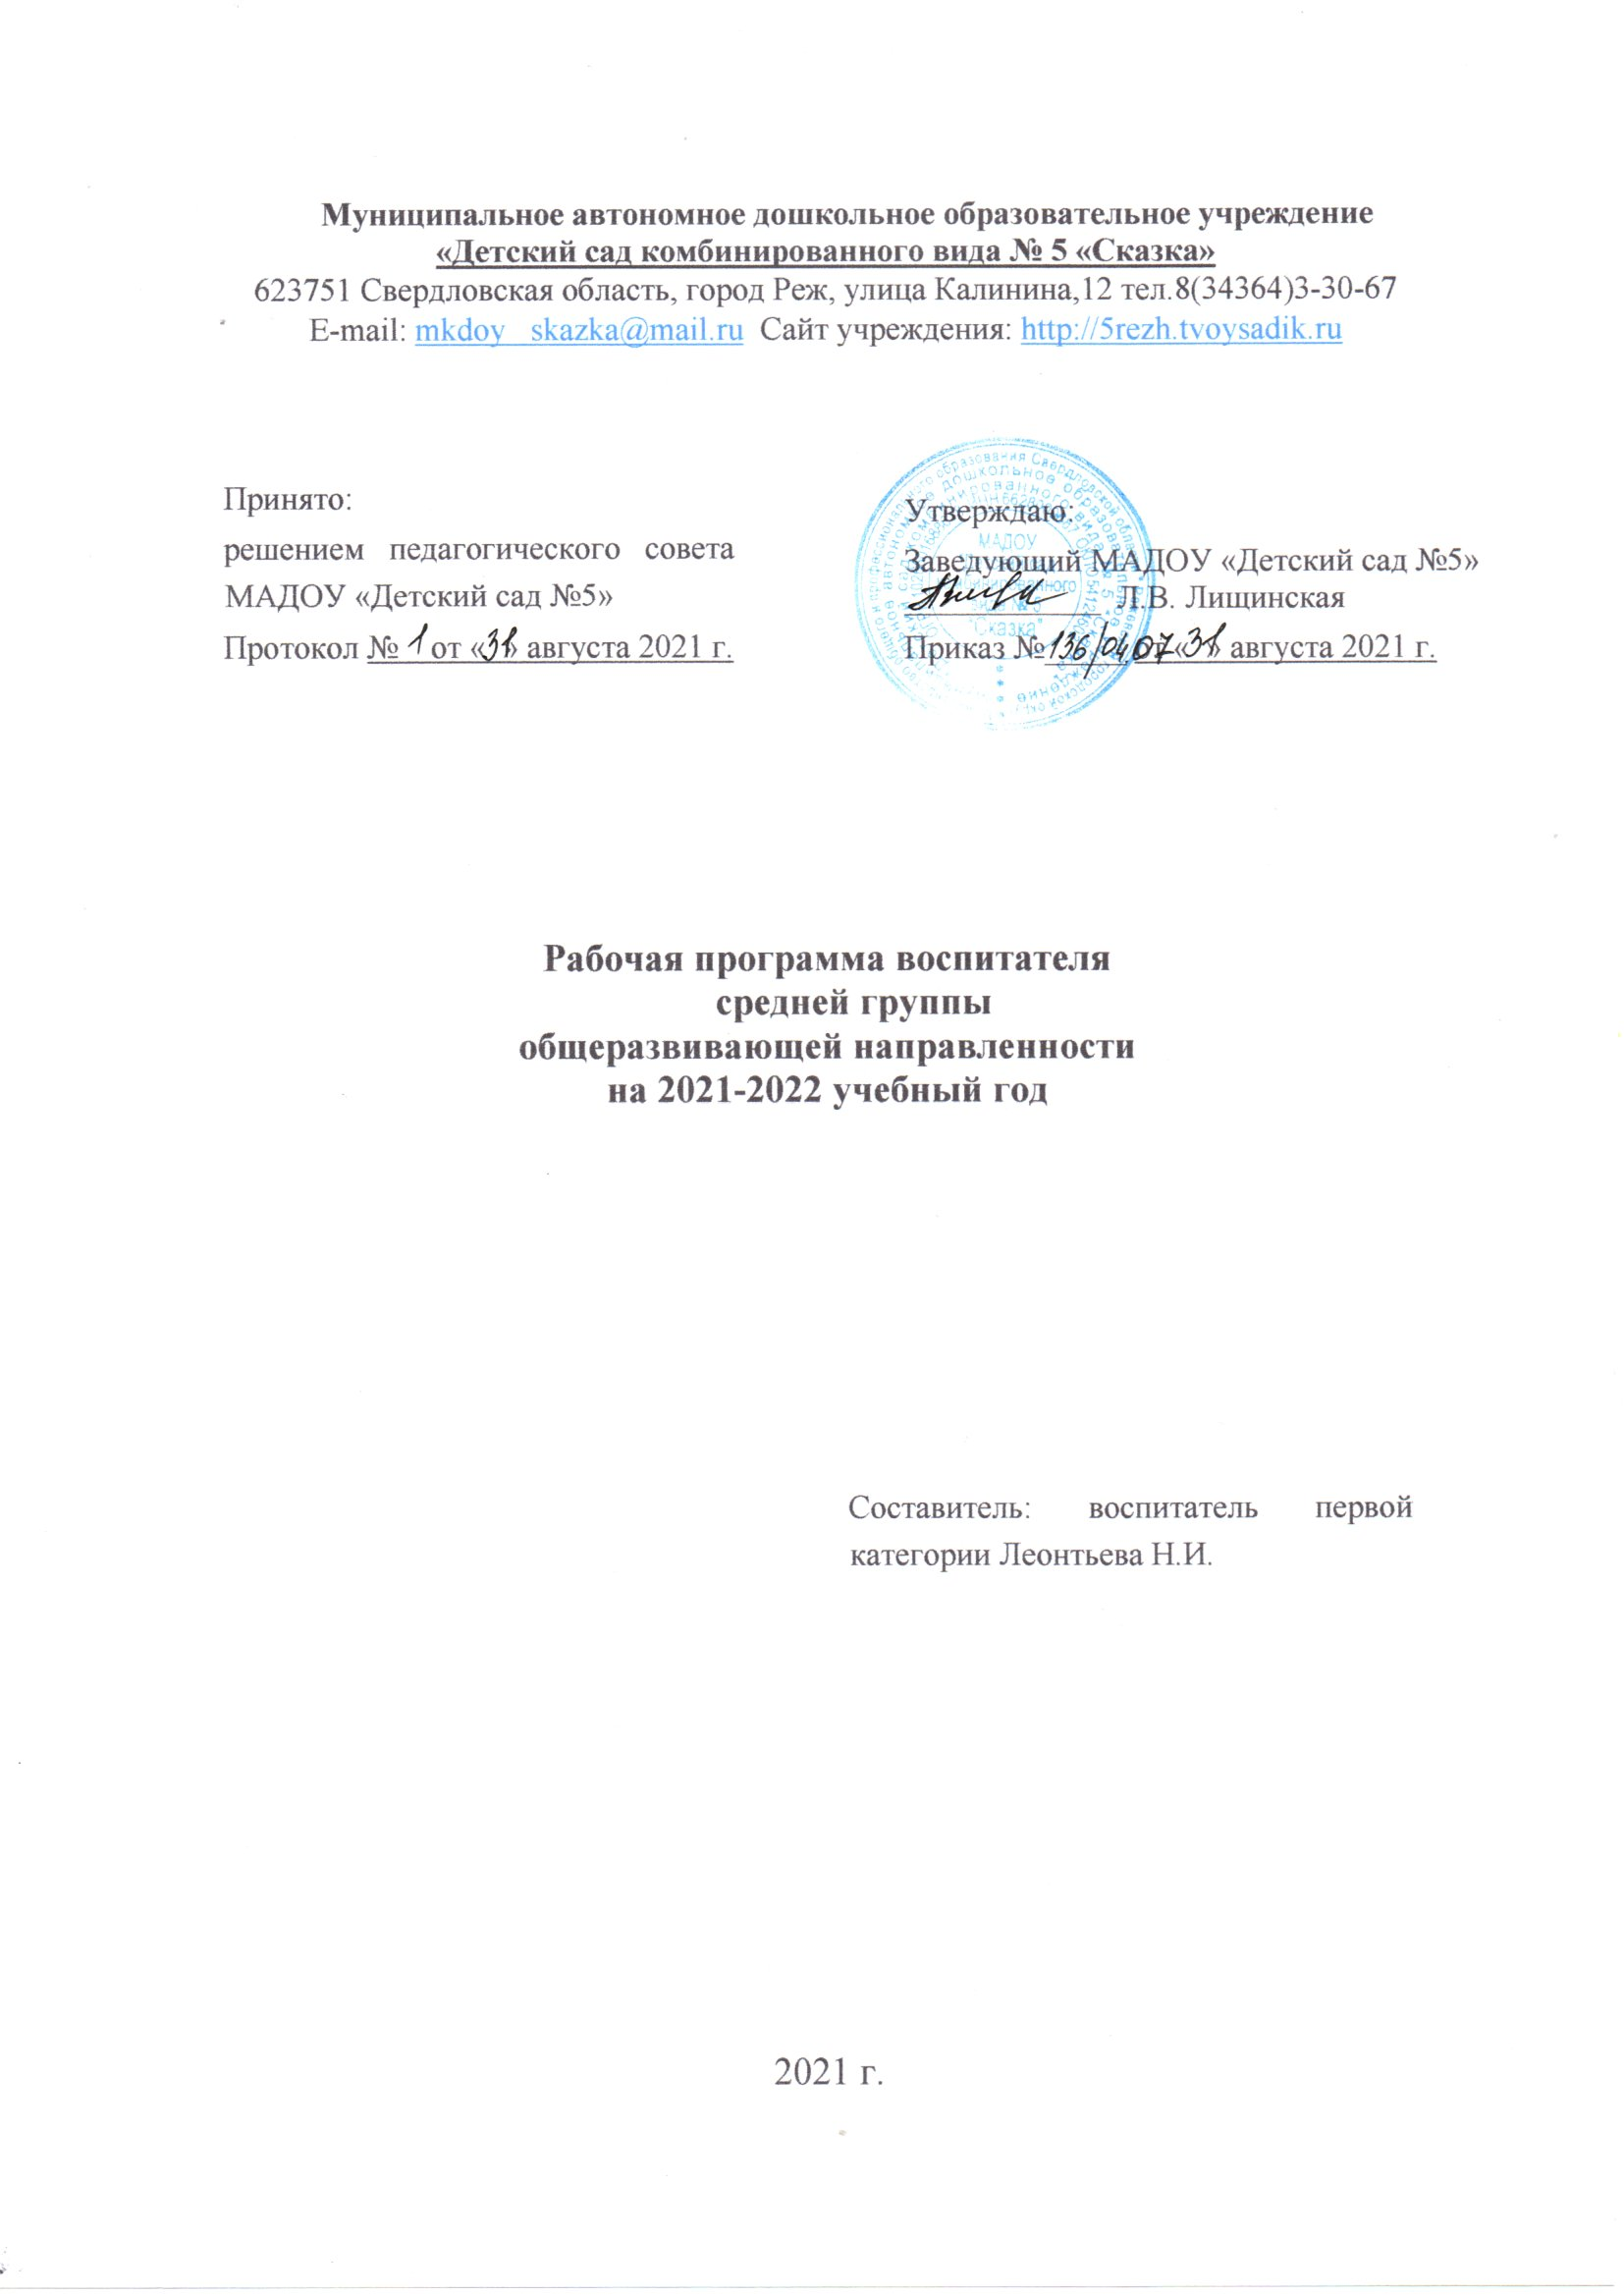 Муниципальное автономное дошкольное образовательное учреждение
«Детский сад комбинированного вида № 5 «Сказка»
623751 Свердловская область, город Реж, улица Калинина,12 тел.8(34364)3-30-67
E-mail: mkdoy_skazka@mail.ru Сайт учреждения: http://5rezh.tvoysadik.ru
Принято:
решением педагогического совета
МАДОУ «Детский сад №5»
Протокол № 1 от «31» августа 2021 г.
Утверждаю:
Заведующий МАДОУ «Детский сад №5»
Л.В. Лищинская
Приказ №136/04.07 «31» августа 2021 г.
МАДОУ
"Сказка"
Рабочая программа воспитателя
средней группы
общеразвивающей направленности
на 2021-2022 учебный год
Составитель: воспитатель первой
категории Леонтьева Н.И.
2021 г.